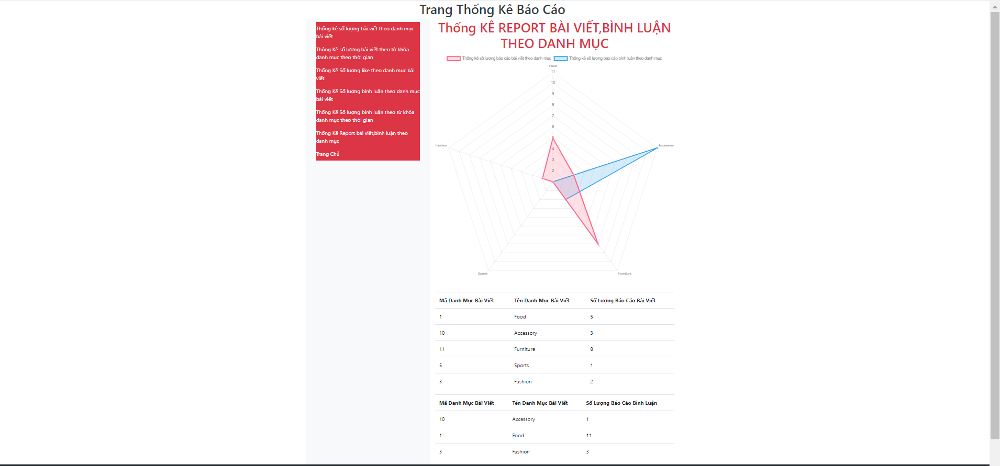 Trang Thống Kê Báo Cáo
Thống kê số lượng bài viết theo danh mục
bài viết
Thông Kê số lượng bài viết theo từ khóa
danh mục theo thời gian
Thống Kê Số lượng like theo danh mục bài
viết
Thống Kê Số lượng bình luận theo danh mục
bài viết
Thống Kê Số lượng bình luận theo từ khóa
danh mục theo thời gian
Thống Kê Report bài viết,bình luận theo
danh mục
Trang Chủ
Thống KÊ REPORT BÀI VIẾT,BÌNH LUẬN
THEO DANH MỤC
Thống kê số lượng báo cáo bài viết theo danh mục
Thống kê số lượng báo cáo bình luận theo danh mục
Food
11
10
9
8
7
6
5
4
3
2
Fashion
Accessory
Sports
Furniture
Mã Danh Mục Bài Viết Tên Danh Mục Bài Viết Số Lượng Báo Cáo Bài Viết
1 Food 5
10 Accessory 3
11 Furniture 8
5 Sports 1
3 Fashion 2
Mã Danh Mục Bài Viết Tên Danh Mục Bài Viết Số Lượng Báo Cáo Bình Luận
10 Accessory 1
1 Food 11
3 Fashion 3